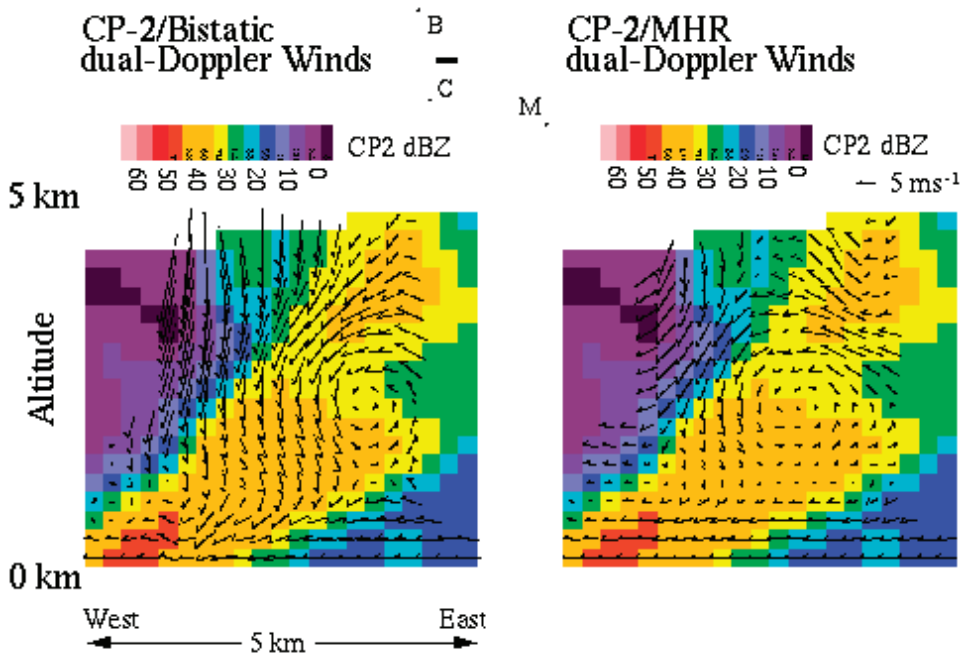 CP-2/Bistatic
dual-Doppler Winds
B
C
CP-2/MHR
dual-Doppler Winds
M
CP2 dBZ
60
50
40
30
20
10
0
CP2 dBZ
60
50
40
30
20
10
0
5 ms-1
5 km
Altitude
0 km
West
East
5 km